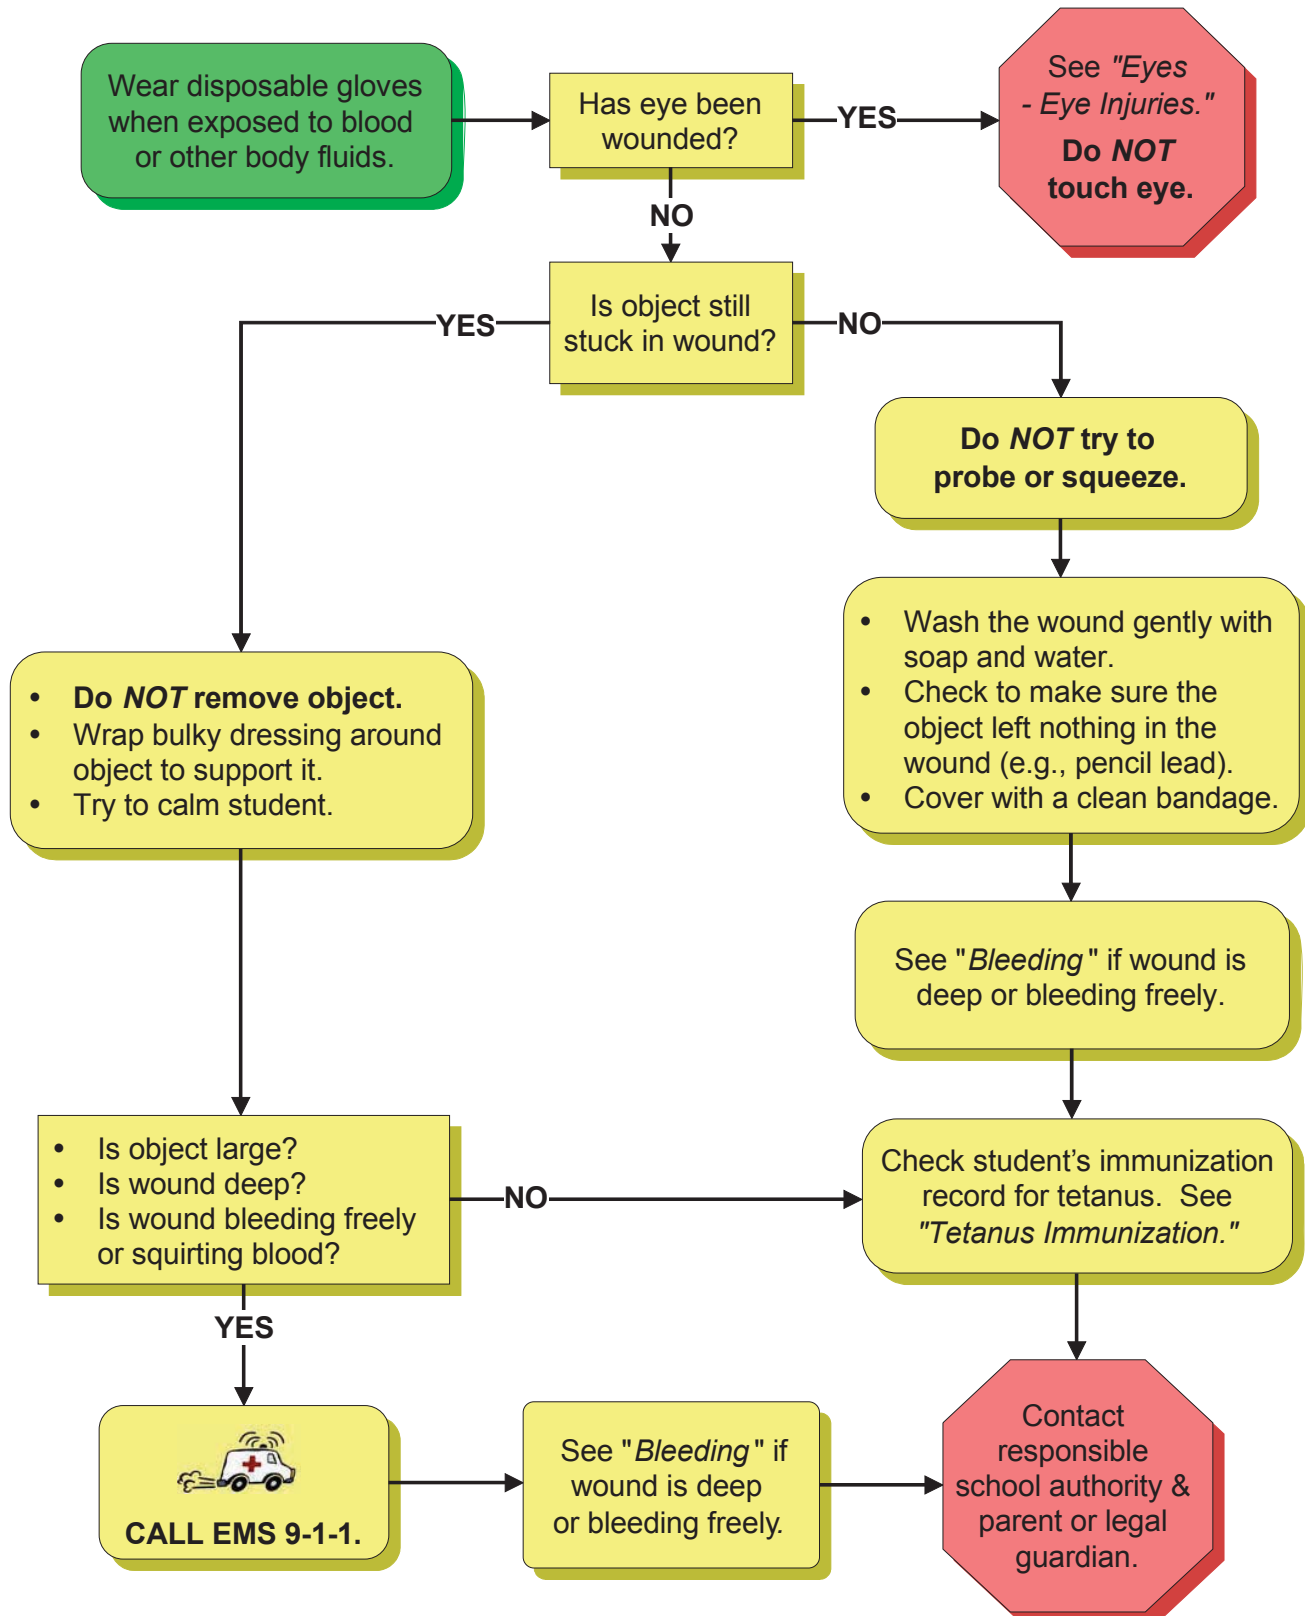 Wear disposable gloves
when exposed to blood
or other body fluids.
Has eye been
wounded?
YES
See "Eyes
- Eye Injuries."
Do NOT
touch eye.
NO
Is object still
stuck in wound?
YES
NO
Do NOT try to
probe or squeeze.
• Wash the wound gently with
soap and water.
• Check to make sure the
object left nothing in the
wound (e.g., pencil lead).
• Cover with a clean bandage.
• Do NOT remove object.
• Wrap bulky dressing around
object to support it.
• Try to calm student.
See "Bleeding" if wound is
deep or bleeding freely.
• Is object large?
• Is wound deep?
• Is wound bleeding freely
or squirting blood?
NO
Check student's immunization
record for tetanus. See
"Tetanus Immunization."
YES
CALL EMS 9-1-1.
See "Bleeding" if
wound is deep
or bleeding freely.
Contact
responsible
school authority &
parent or legal
guardian.